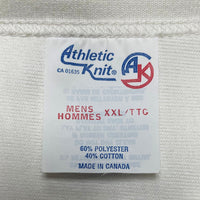 Athletic
Knit®
CA 01635
AK
MENS
HOMMES XXL/TTG
60% POLYESTER
40% COTTON
MADE IN CANADA